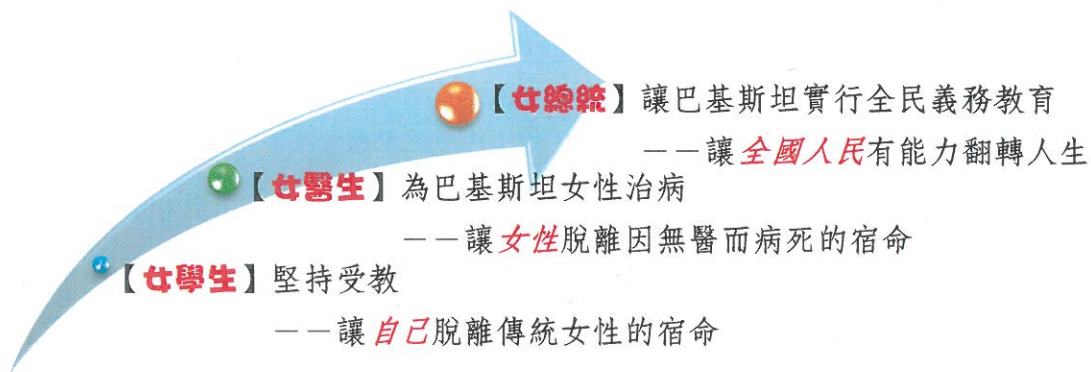 【女總統】讓巴基斯坦實行全民義務教育
－－讓全國人民有能力翻轉人生
【女醫生】為巴基斯坦女性治病
－－讓女性脫離因無醫而病死的宿命
【女學生】堅持受教
－－讓自己脫離傳統女性的宿命